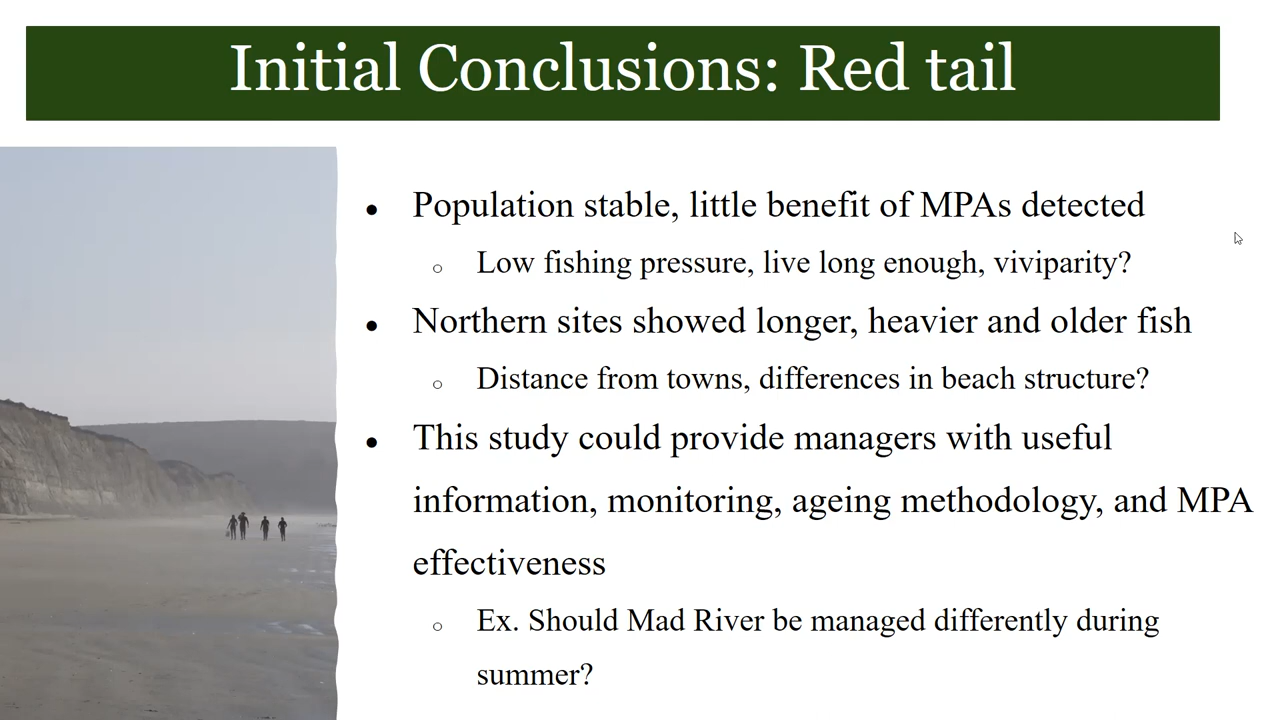 Initial Conclusions: Red tail
● Population stable, little benefit of MPAs detected
○ Low fishing pressure, live long enough, viviparity?
● Northern sites showed longer, heavier and older fish
○ Distance from towns, differences in beach structure?
● This study could provide managers with useful
information, monitoring, ageing methodology, and MPA
effectiveness
○ Ex. Should Mad River be managed differently during
summer?